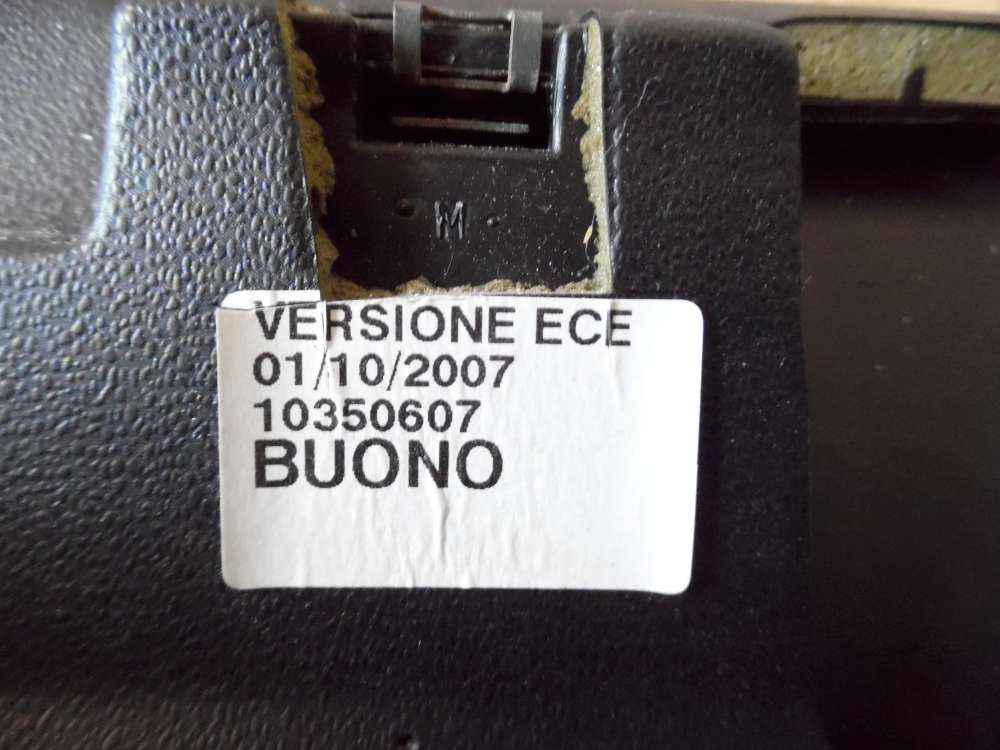 M
VERSIONE ECE
01/10/2007
10350607
BUONO